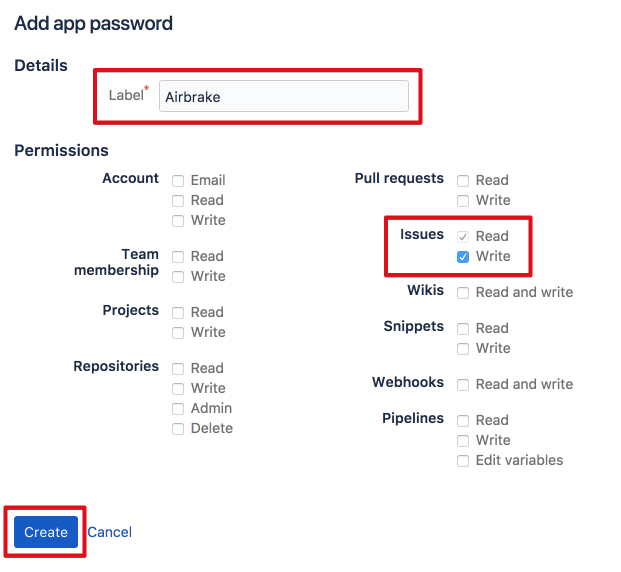 Add app password
Details
Label*
Airbrake
Permissions
Account
Email
Read
Write
Team
membership
Read
Write
Projects
Read
Write
Repositories
Read
Write
Admin
Delete
Pull requests
Read
Write
Issues
Read
Write
Wikis
Read and write
Snippets
Read
Write
Webhooks
Read and write
Pipelines
Read
Write
Edit variables
Create
Cancel